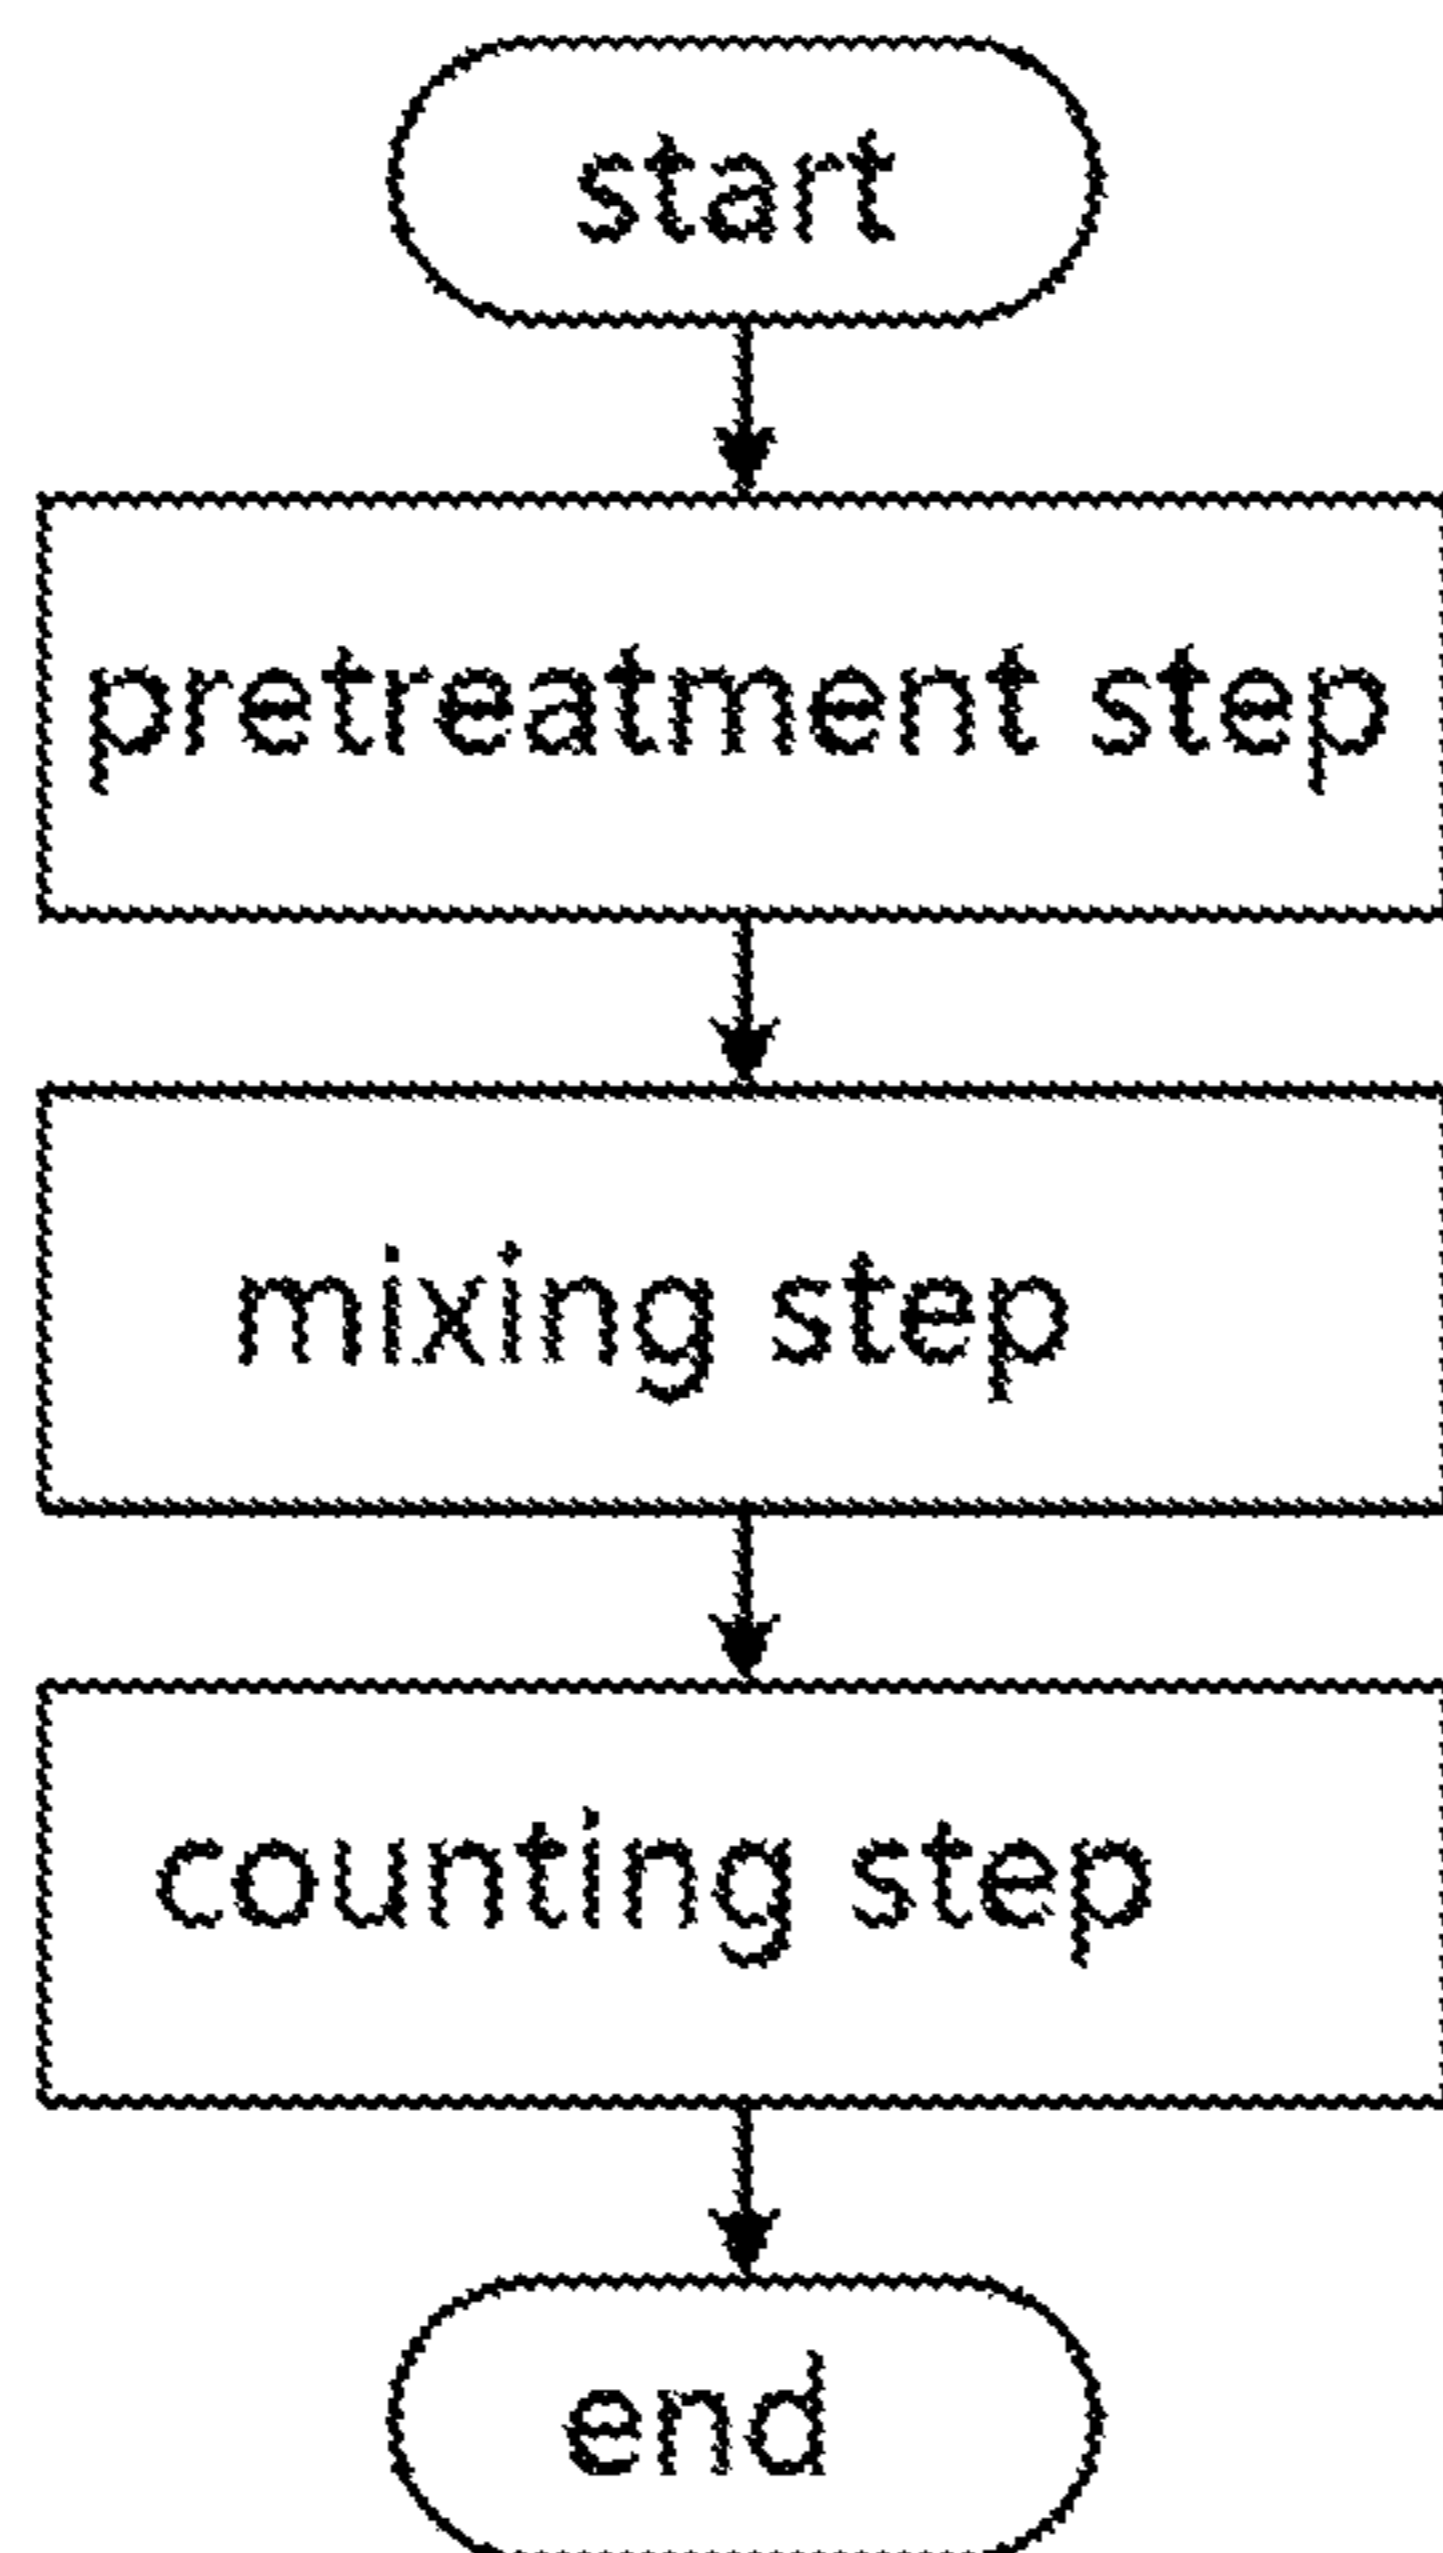 start
pretreatment step
mixing step
counting step
end